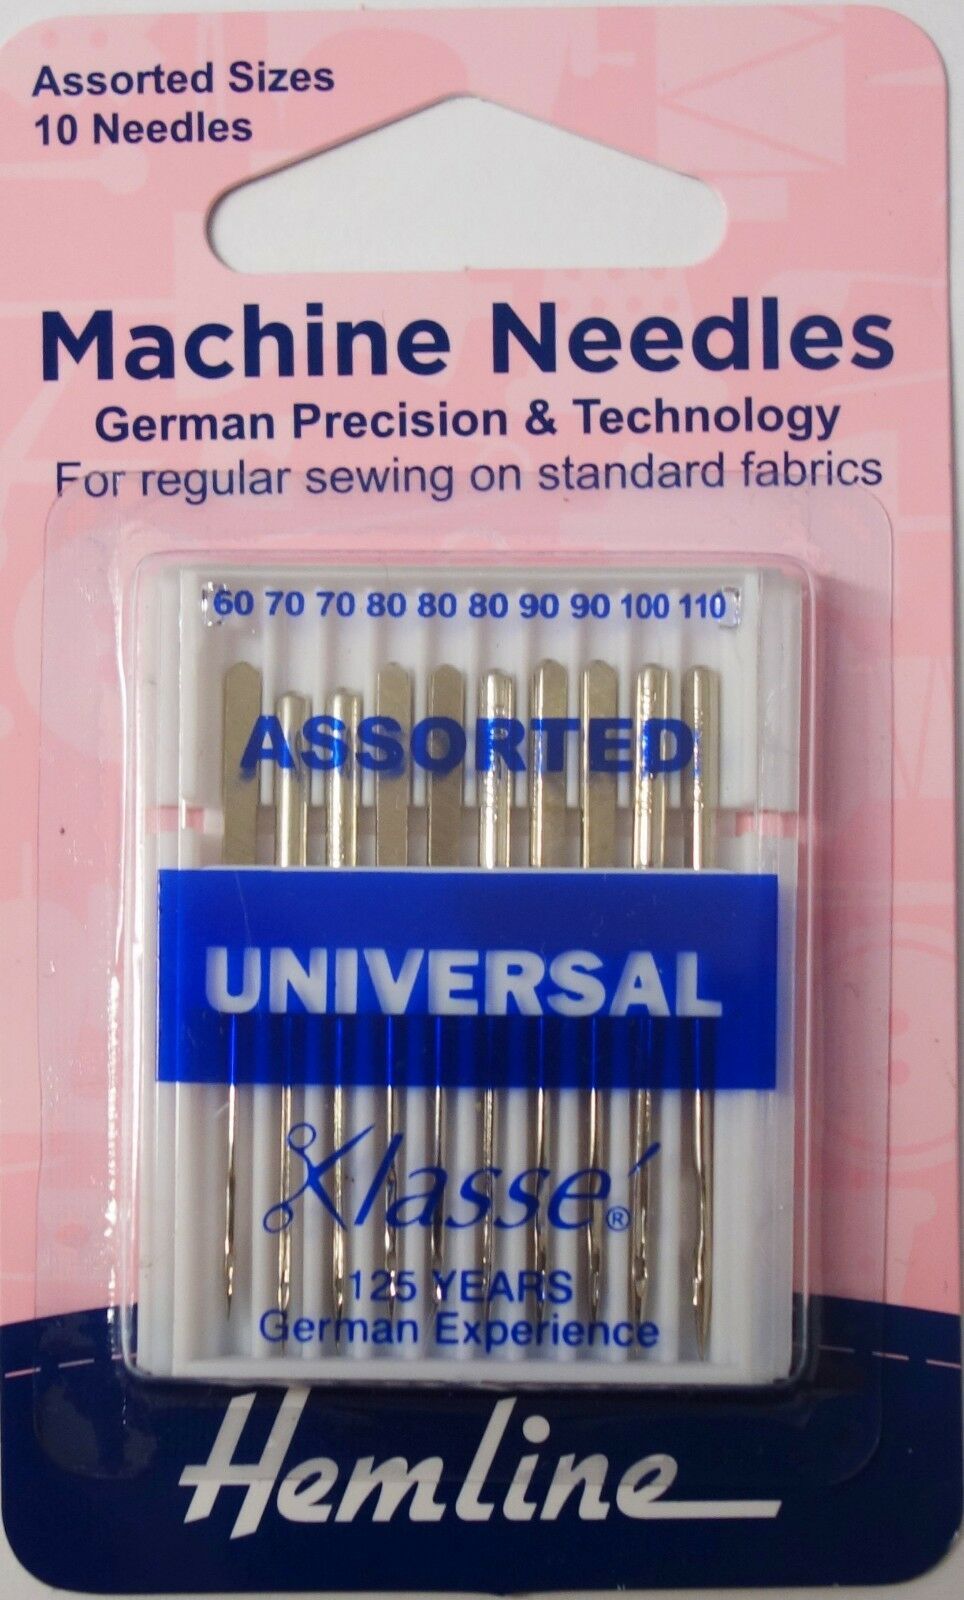 Assorted Sizes
10 Needles
Machine Needles
German Precision & Technology
For regular sewing on standard fabrics
60 70 70 80 80 80 90 90 100 110
ASSORTED
UNIVERSAL
Klassé®
125 YEARS
German Experience
Hemline